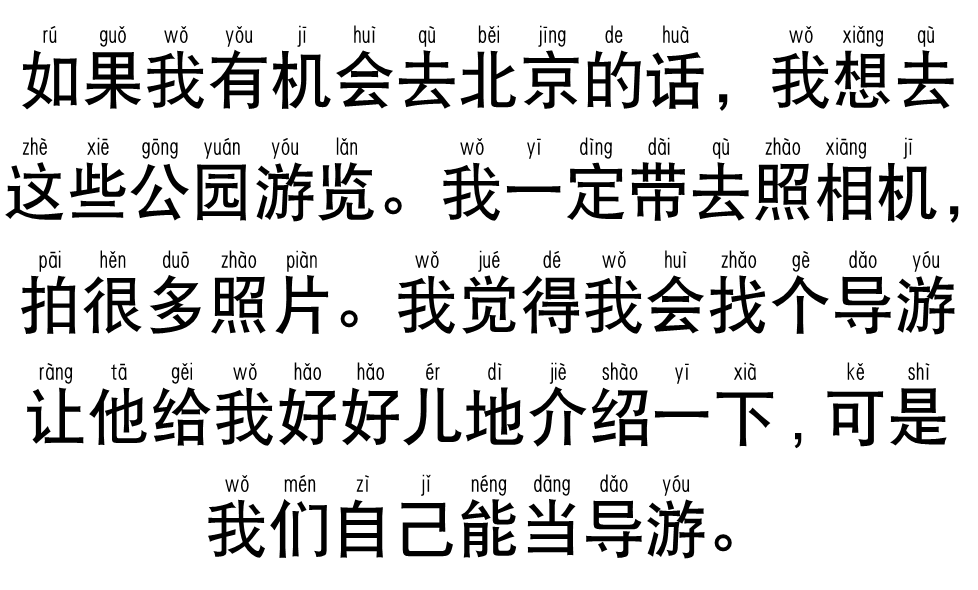 rú guǒ wǒ yǒu jī huì qù běi jīng de huà wǒ xiǎng qù
如果我有机会去北京的话，我想去
zhè xiē gōng yuán yóu lǎn wǒ yī dìng dài qù zhào xiāng jī
这些公园游览。我一定带去照相机，
pāi hěn duō zhào piàn wǒ jué dé wǒ huì zhǎo gè dǎo yóu
拍很多照片。我觉得我会找个导游
ràng tā gěi wǒ hǎo hǎo ér dì jiè shào yī xià kě shì
让他给我好好儿地介绍一下，可是
wǒ mén zì jǐ néng dāng dǎo yóu
我们自己能当导游。